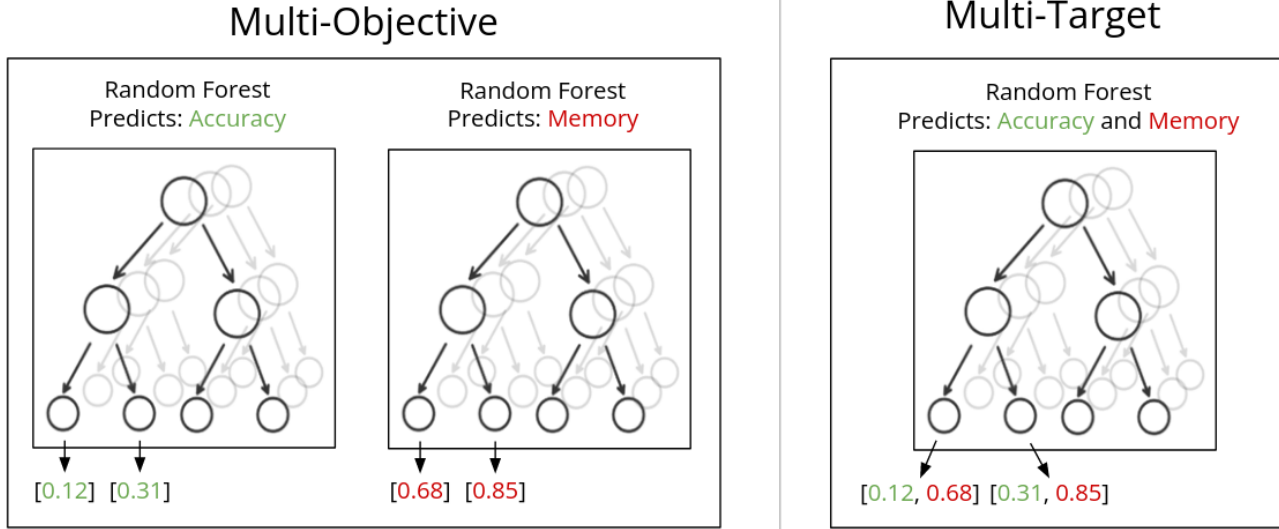 Multi-Objective
Random Forest
Predicts: Accuracy
Random Forest
Predicts: Memory
[0.12] [0.31]
[0.68] [0.85]
Multi-Target
Random Forest
Predicts: Accuracy and Memory
[0.12, 0.68] [0.31, 0.85]